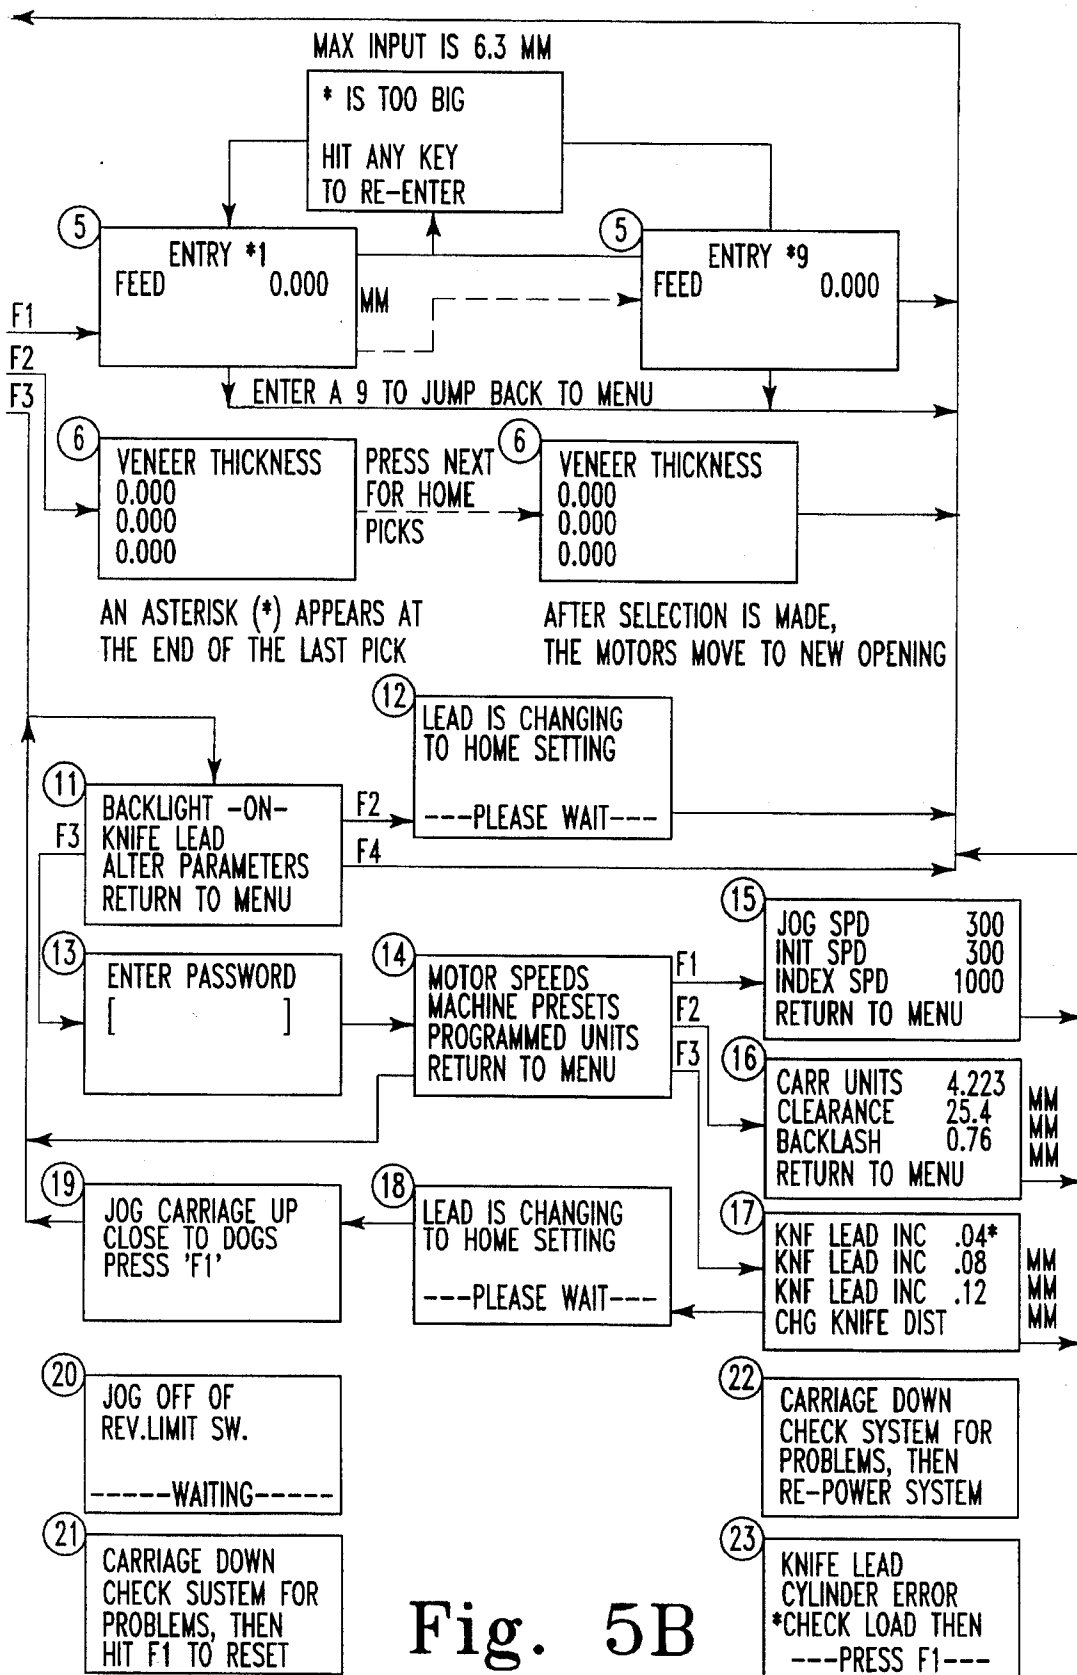 MAX INPUT IS 6.3 MM
* IS TOO BIG
HIT ANY KEY
TO RE-ENTER
5
ENTRY *1
FEED 0.000
MM
5
ENTRY *9
FEED 0.000
F1
F2
F3
ENTER A 9 TO JUMP BACK TO MENU
6
VENEER THICKNESS
0.000
0.000
0.000
PRESS NEXT
FOR HOME
PICKS
6
VENEER THICKNESS
0.000
0.000
0.000
AN ASTERISK (*) APPEARS AT
THE END OF THE LAST PICK
AFTER SELECTION IS MADE,
THE MOTORS MOVE TO NEW OPENING
12
LEAD IS CHANGING
TO HOME SETTING
---PLEASE WAIT---
11
BACKLIGHT -ON-
KNIFE LEAD
ALTER PARAMETERS
RETURN TO MENU
F2
F3
F4
13
ENTER PASSWORD
[ ]
14
MOTOR SPEEDS
MACHINE PRESETS
PROGRAMMED UNITS
RETURN TO MENU
F1
F2
F3
15
JOG SPD 300
INIT SPD 300
INDEX SPD 1000
RETURN TO MENU
16
CARR UNITS 4.223 MM
CLEARANCE 25.4 MM
BACKLASH 0.76 MM
RETURN TO MENU
17
KNF LEAD INC .04* MM
KNF LEAD INC .08 MM
KNF LEAD INC .12 MM
CHG KNIFE DIST
18
LEAD IS CHANGING
TO HOME SETTING
---PLEASE WAIT---
19
JOG CARRIAGE UP
CLOSE TO DOGS
PRESS 'F1'
20
JOG OFF OF
REV.LIMIT SW.
-----WAITING-----
22
CARRIAGE DOWN
CHECK SYSTEM FOR
PROBLEMS, THEN
RE-POWER SYSTEM
21
CARRIAGE DOWN
CHECK SUSTEM FOR
PROBLEMS, THEN
HIT F1 TO RESET
23
KNIFE LEAD
CYLINDER ERROR
*CHECK LOAD THEN
---PRESS F1---
Fig. 5B